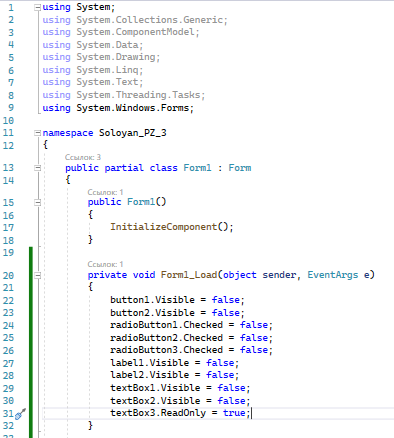 1 using System;
2 using System.Collections.Generic;
3 using System.ComponentModel;
4 using System.Data;
5 using System.Drawing;
6 using System.Linq;
7 using System.Text;
8 using System.Threading.Tasks;
9 using System.Windows.Forms;
10
11 namespace Soloyan_PZ_3
12 {
Ссылок: 3
13 public partial class Form1 : Form
14 {
Ссылок: 1
15 public Form1()
16 {
17 InitializeComponent();
18 }
19
Ссылок: 1
20 private void Form1_Load(object sender, EventArgs e)
21 {
22 button1.Visible = false;
23 button2.Visible = false;
24 radioButton1.Checked = false;
25 radioButton2.Checked = false;
26 radioButton3.Checked = false;
27 label1.Visible = false;
28 label2.Visible = false;
29 textBox1.Visible = false;
30 textBox2.Visible = false;
31 textBox3.ReadOnly = true;
32 }